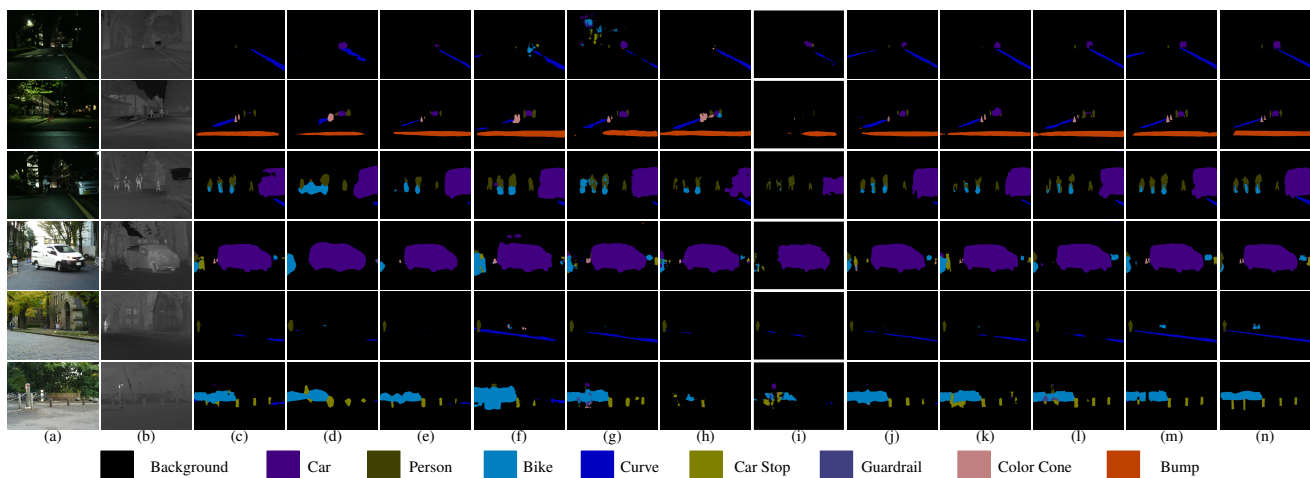 (a) (b) (c) (d) (e) (f) (g) (h) (i) (j) (k) (l) (m) (n)
Background Car Person Bike Curve Car Stop Guardrail Color Cone Bump